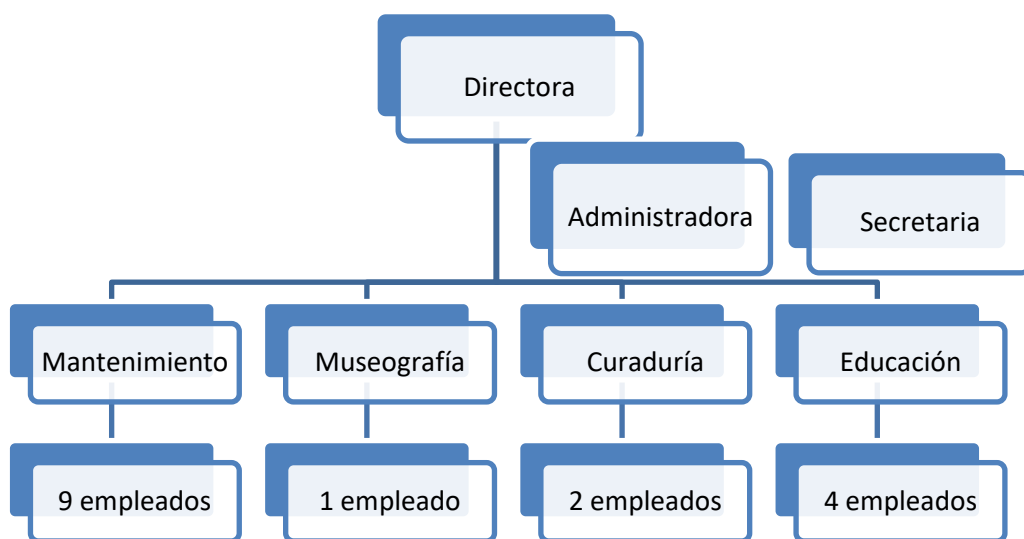 Directora
Administradora
Secretaria
Mantenimiento
Museografía
Curaduría
Educación
9 empleados
1 empleado
2 empleados
4 empleados